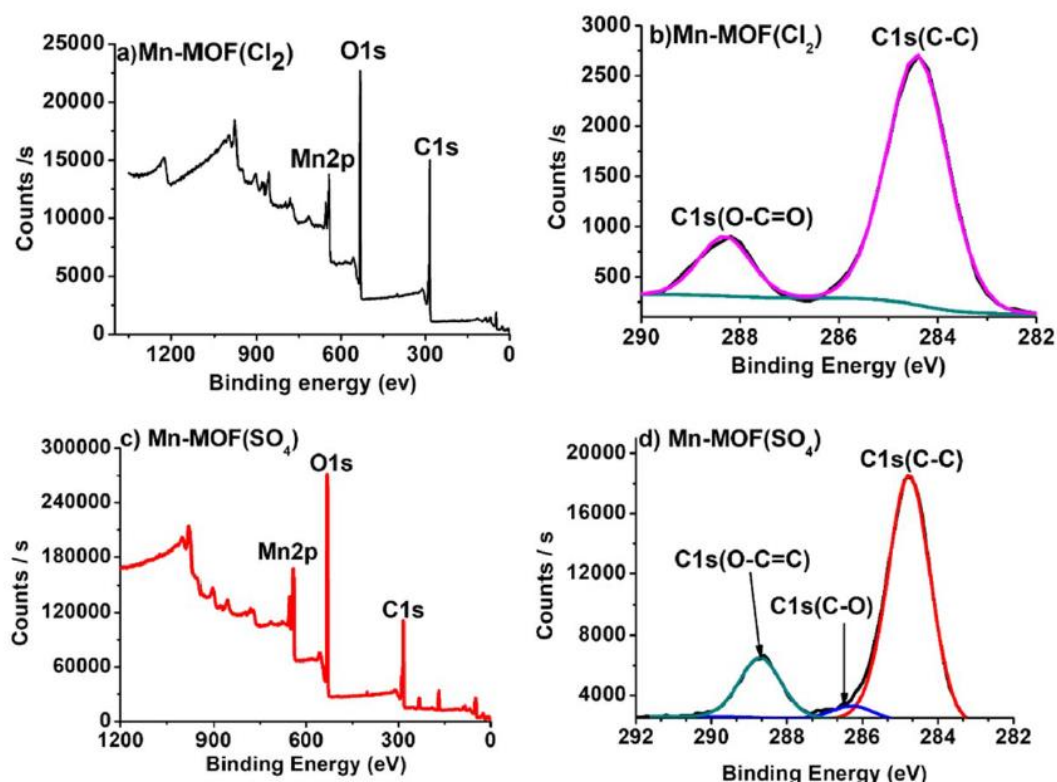 a)Mn-MOF(Cl2)
O1s
Mn2p
C1s
25000
20000
15000
10000
5000
0
Counts /s
1200
900
600
300
0
Binding energy (ev)
b)Mn-MOF(Cl2)
C1s(C-C)
C1s(O-C=O)
3000
2500
2000
1500
1000
500
Counts /s
290
288
286
284
282
Binding Energy (eV)
c) Mn-MOF(SO4)
O1s
Mn2p
C1s
300000
240000
180000
120000
60000
0
Counts / s
1200
900
600
300
0
Binding Energy (eV)
d) Mn-MOF(SO4)
C1s(C-C)
C1s(O-C=C)
C1s(C-O)
20000
16000
12000
8000
4000
Counts / s
292
290
288
286
284
282
Binding Energy (eV)